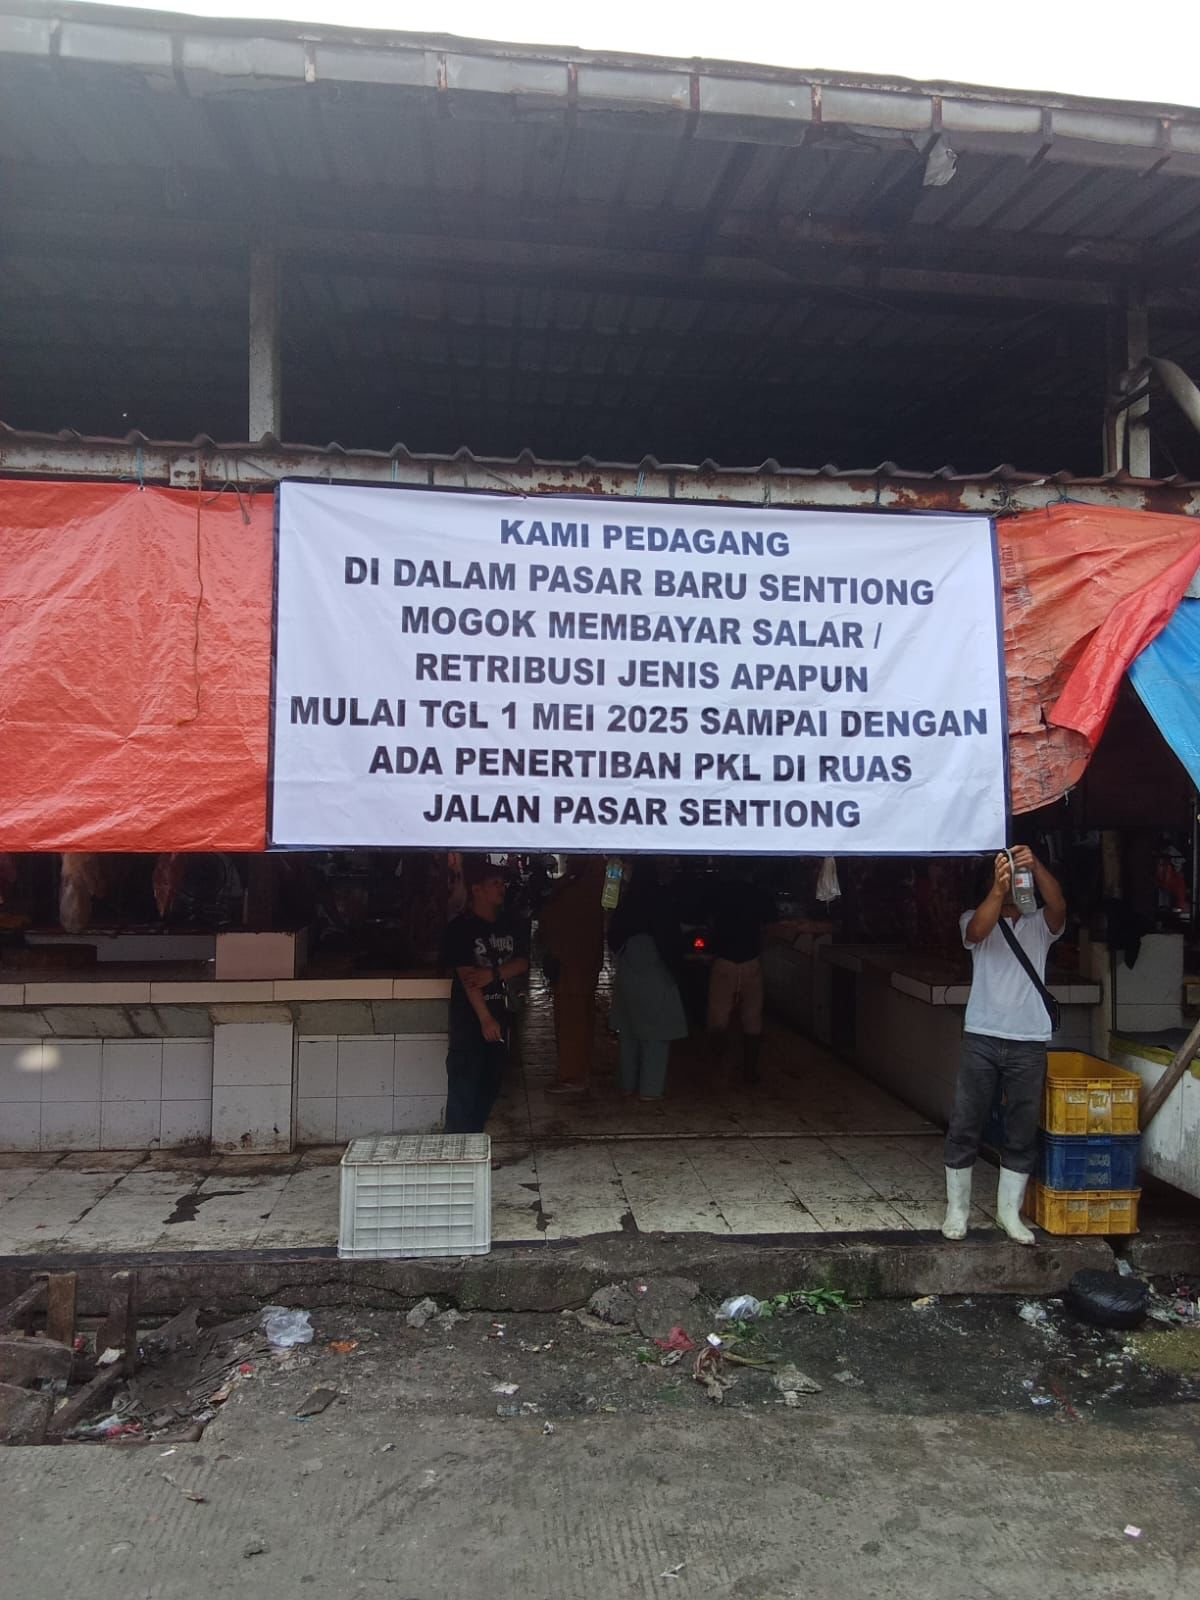 KAMI PEDAGANG
DI DALAM PASAR BARU SENTIONG
MOGOK MEMBAYAR SALAR /
RETRIBUSI JENIS APAPUN
MULAI TGL 1 MEI 2025 SAMPAI DENGAN
ADA PENERTIBAN PKL DI RUAS
JALAN PASAR SENTIONG